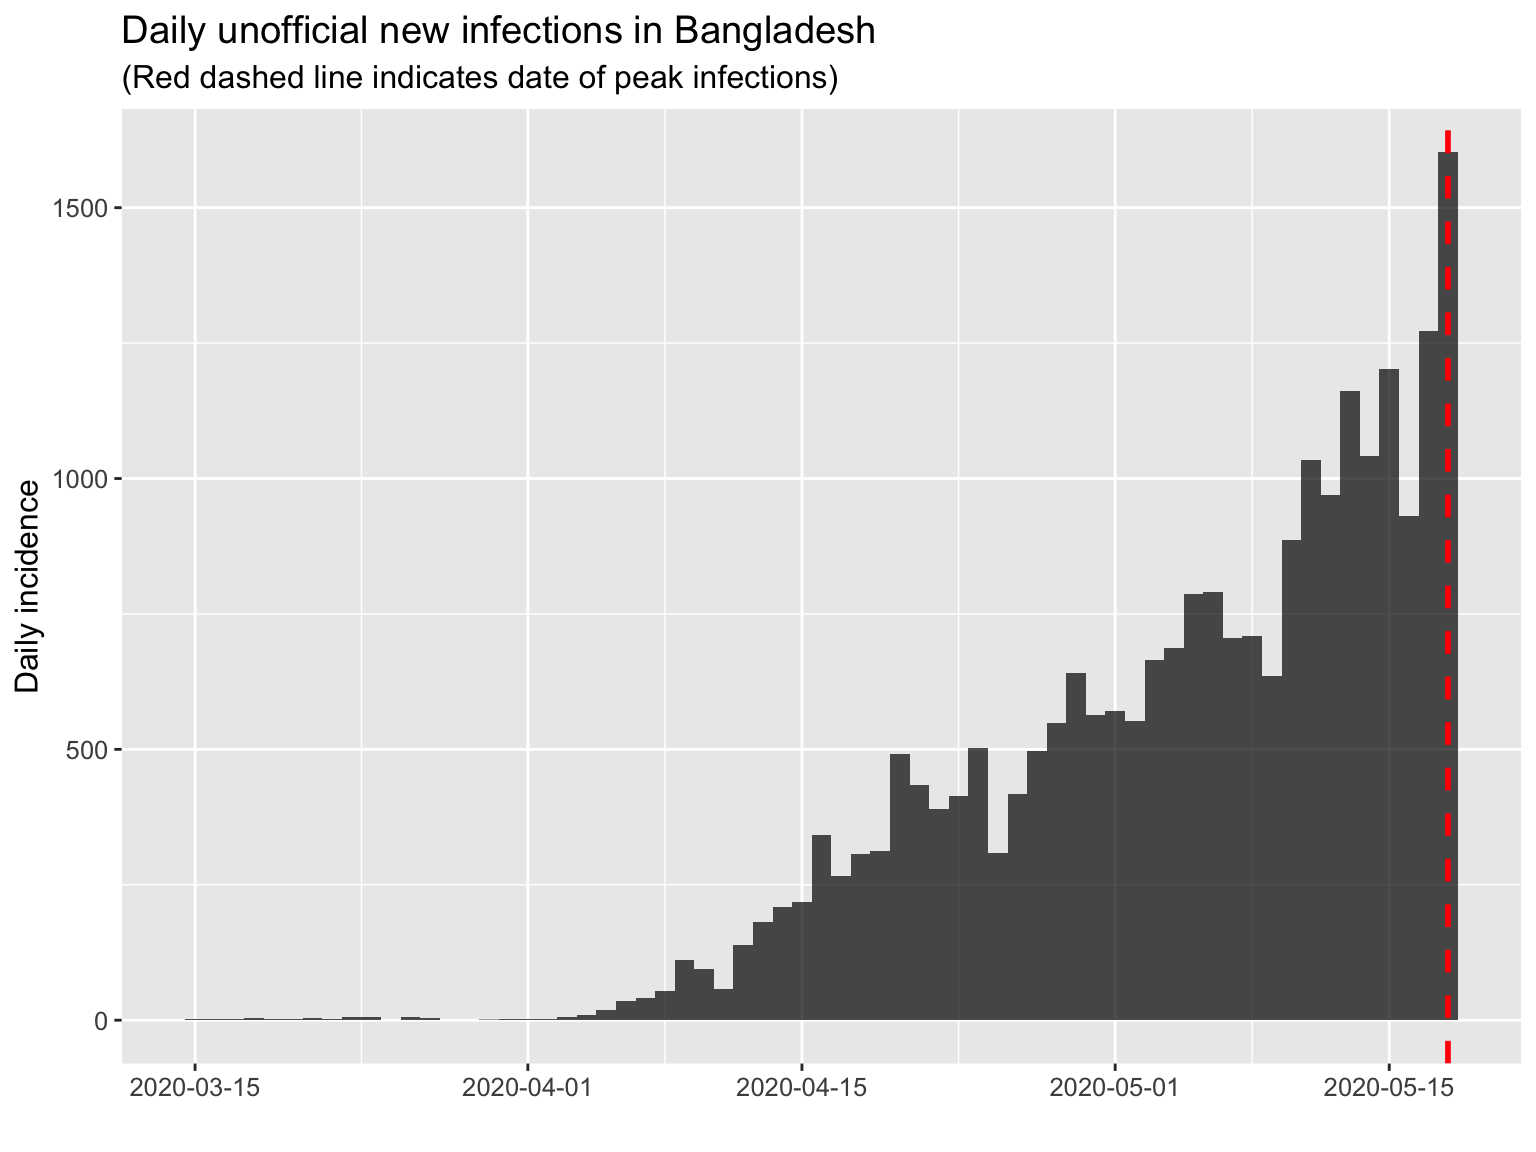 Daily unofficial new infections in Bangladesh
(Red dashed line indicates date of peak infections)
Daily incidence
1500
1000
500
0
2020-03-15 2020-04-01 2020-04-15 2020-05-01 2020-05-15